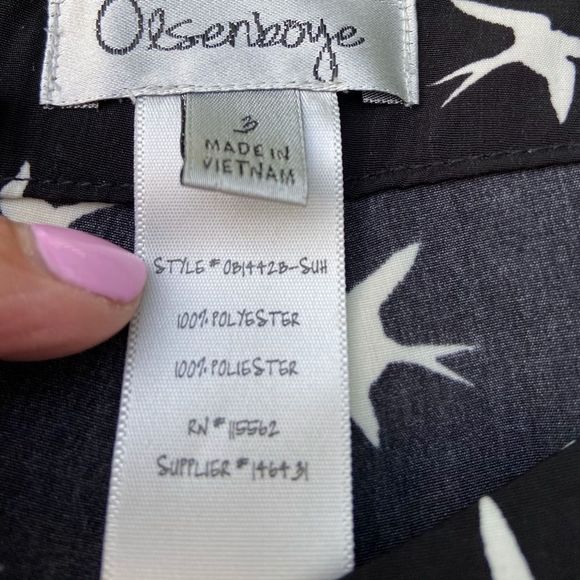 Olsenboye
3
MADE IN
VIETNAM
STYLE# OB1442B-SUH
100% POLYESTER
100% POLIESTER
RN# 115562
SUPPLIER# 146431